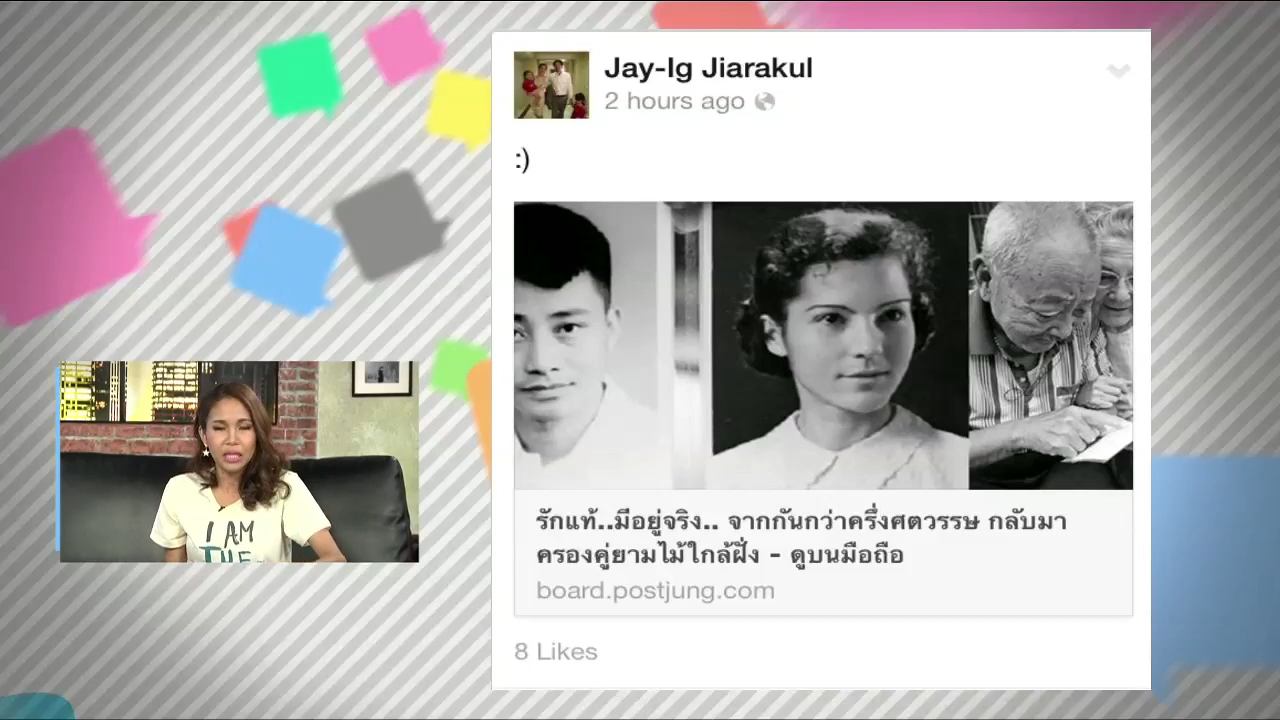 Jay-Ig Jiarakul
2 hours ago
:)
รักแท้..มีอยู่จริง.. จากกันกว่าครึ่งศตวรรษ กลับมา
ครองคู่ยามไม้ใกล้ฝั่ง - ดูบนมือถือ
board.postjung.com
8 Likes
I AM
THE